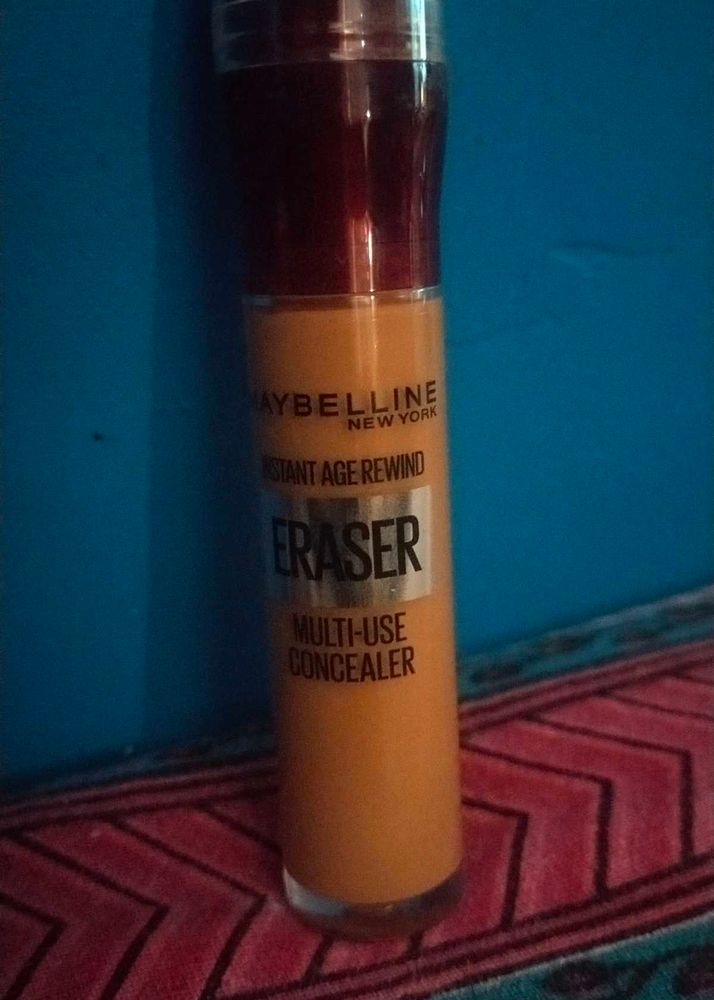 MAYBELLINE
NEW YORK
INSTANT AGE REWIND
ERASER
MULTI-USE
CONCEALER